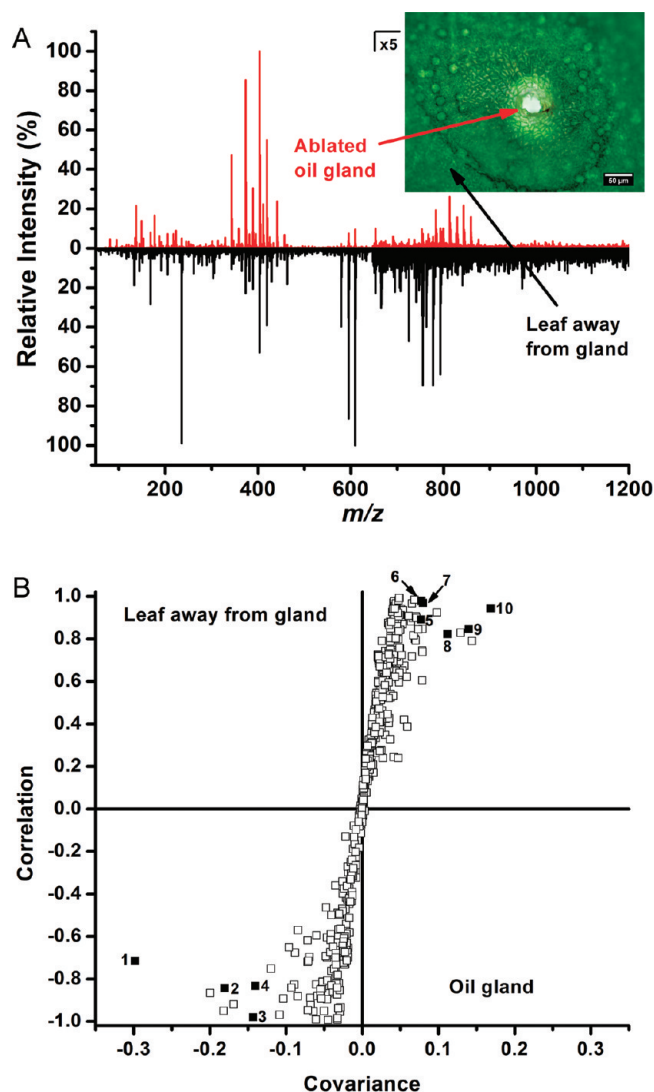 A
x5
50 µm
100
80
60
40
20
0
20
40
60
80
100
Relative Intensity (%)
Ablated
oil gland
Leaf away
from gland
200 400 600 800 1000 1200
m/z
B
Leaf away from gland
1.0
0.8
0.6
0.4
0.2
0.0
-0.2
-0.4
-0.6
-0.8
-1.0
Correlation
6
7
10
5
9
8
1
2
4
3
Oil gland
-0.3 -0.2 -0.1 0.0 0.1 0.2 0.3
Covariance